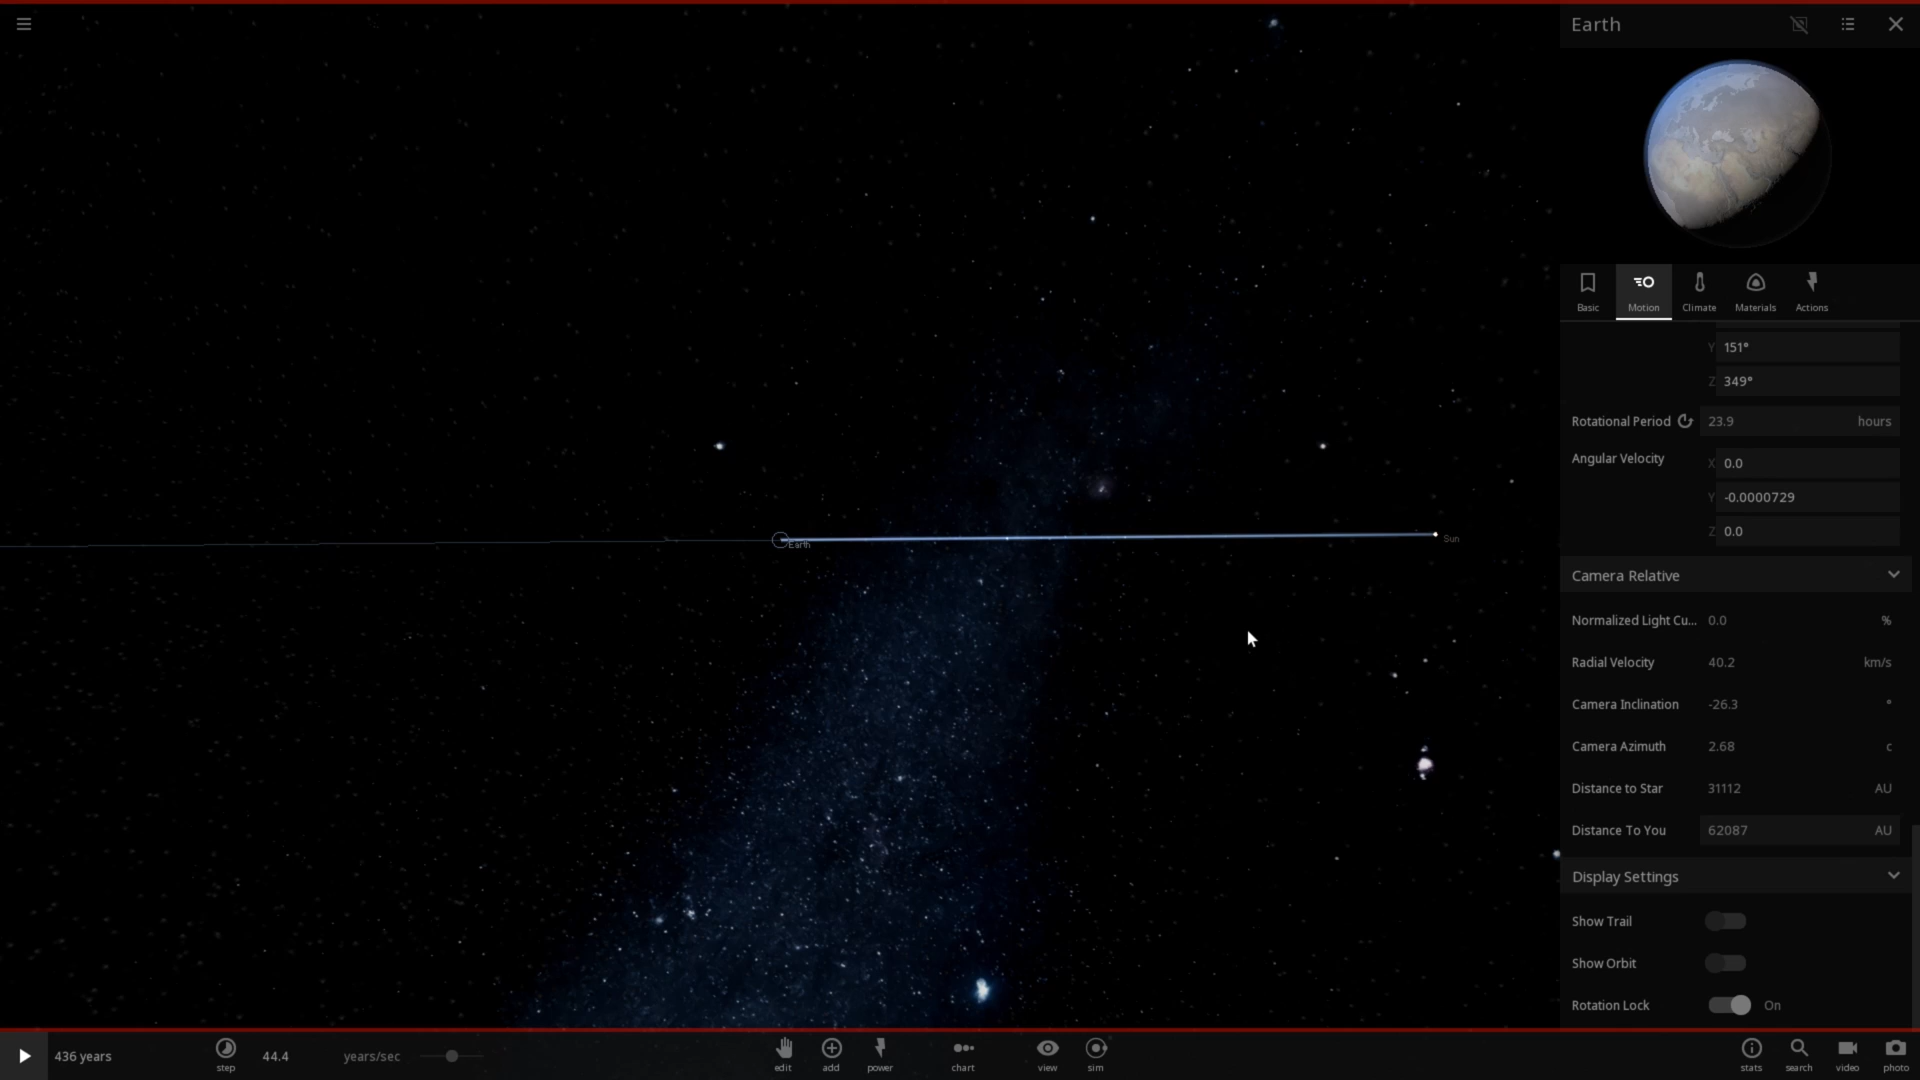 Earth
Basic
Motion
Climate
Materials
Actions
Y 151°
Z 349°
Rotational Period 23.9 hours
Angular Velocity X 0.0
Y -0.0000729
Z 0.0
Earth
Sun
Camera Relative
Normalized Light Cu... 0.0 %
Radial Velocity 40.2 km/s
Camera Inclination -26.3 °
Camera Azimuth 2.68 c
Distance to Star 31112 AU
Distance To You 62087 AU
Display Settings
Show Trail
Show Orbit
Rotation Lock On
436 years
step
44.4 years/sec
edit
add
power
chart
view
sim
stats
search
video
photo